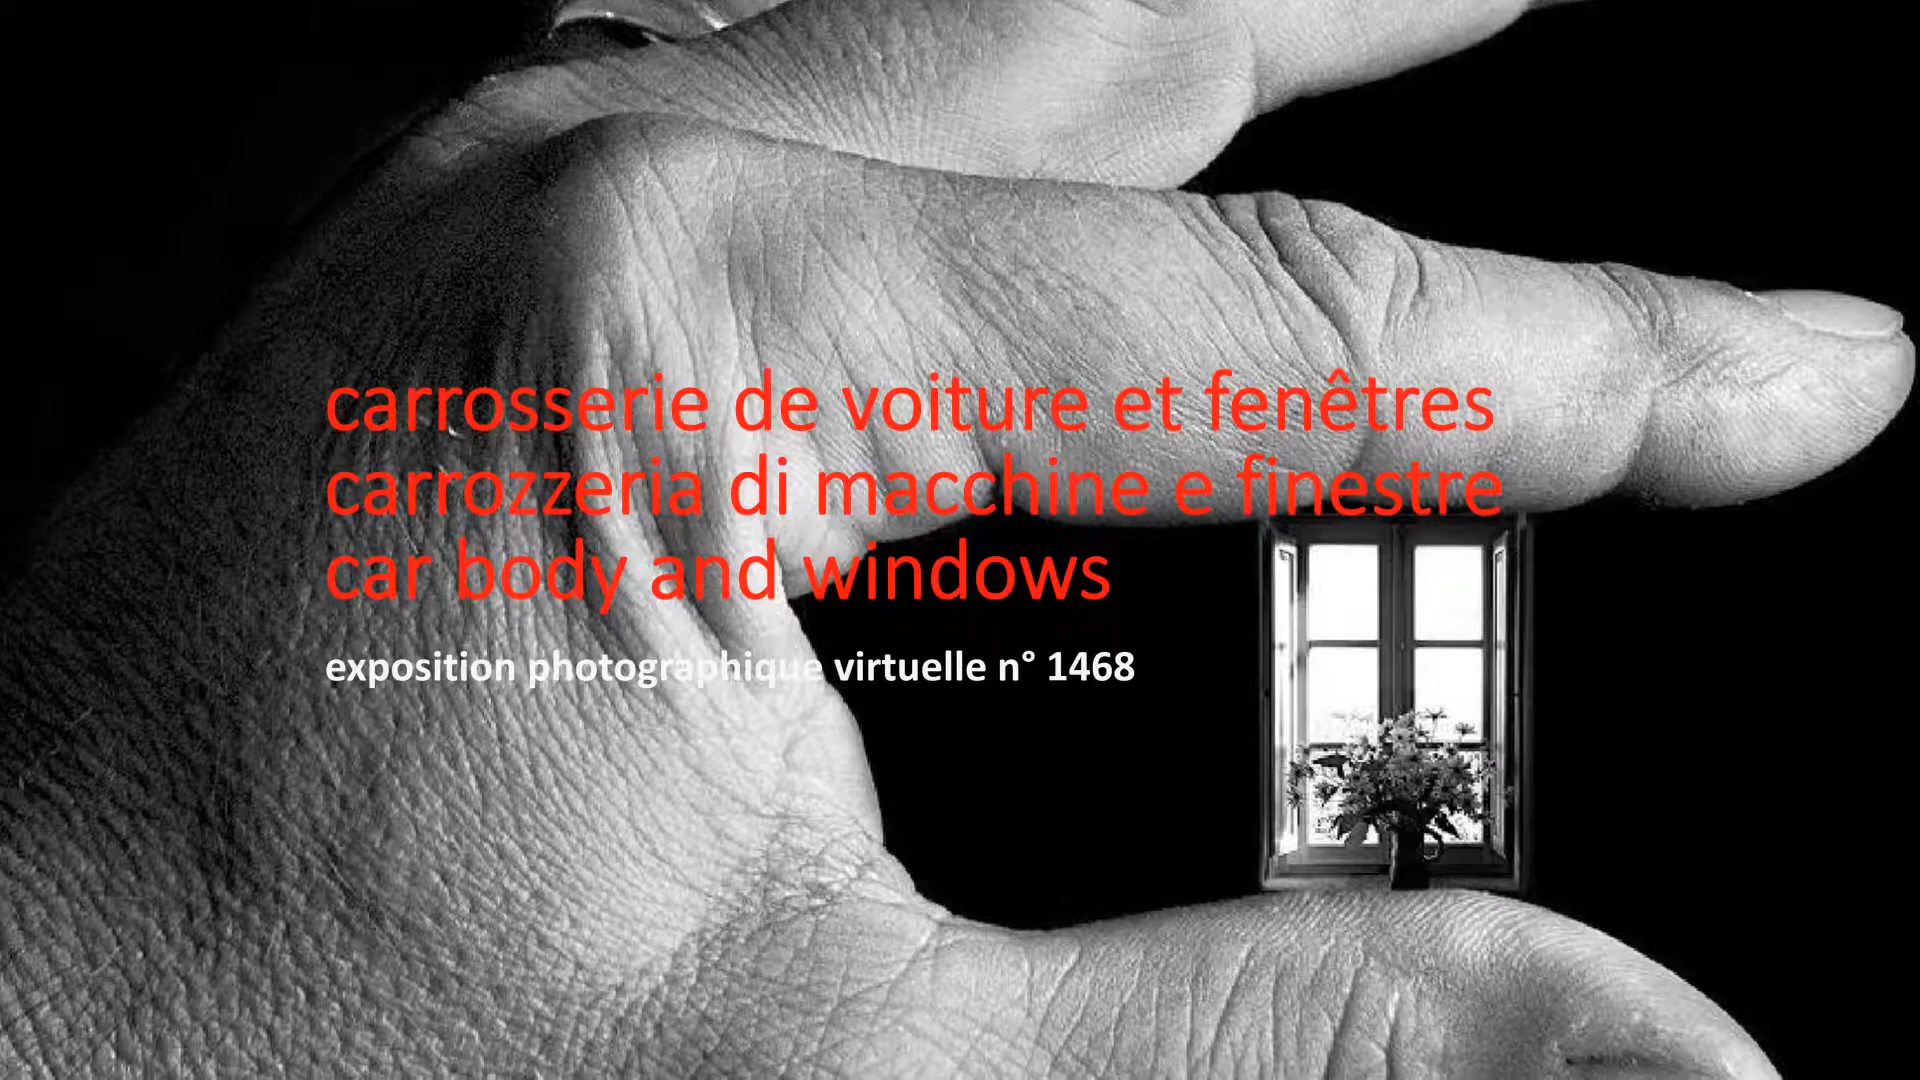 carrosserie de voiture et fenêtres
carrozzeria di macchine e finestre
car body and windows
exposition photographique virtuelle n° 1468